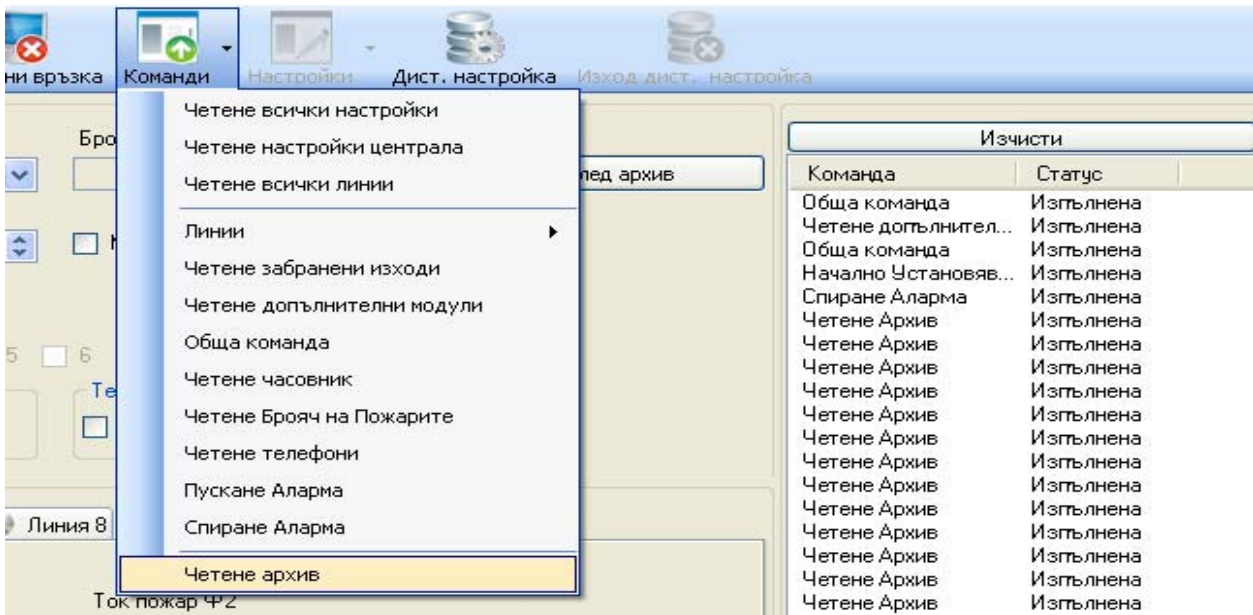 ни връзка Команди Настройки Дист. настройка Изход дист. настройка
Четене всички настройки
Четене настройки централа
Четене всички линии
Линии
Четене забранени изходи
Четене допълнителни модули
Обща команда
Четене часовник
Четене Брояч на Пожарите
Четене телефони
Пускане Аларма
Спиране Аларма
Четене архив
Бро
лед архив
5 6
Те
Линия 8
Ток пожар Ф2
Изчисти
Команда Статус
Обща команда Изпълнена
Четене допълнител... Изпълнена
Обща команда Изпълнена
Начално Установяв... Изпълнена
Спиране Аларма Изпълнена
Четене Архив Изпълнена
Четене Архив Изпълнена
Четене Архив Изпълнена
Четене Архив Изпълнена
Четене Архив Изпълнена
Четене Архив Изпълнена
Четене Архив Изпълнена
Четене Архив Изпълнена
Четене Архив Изпълнена
Четене Архив Изпълнена
Четене Архив Изпълнена
Четене Архив Изпълнена
Четене Архив Изпълнена